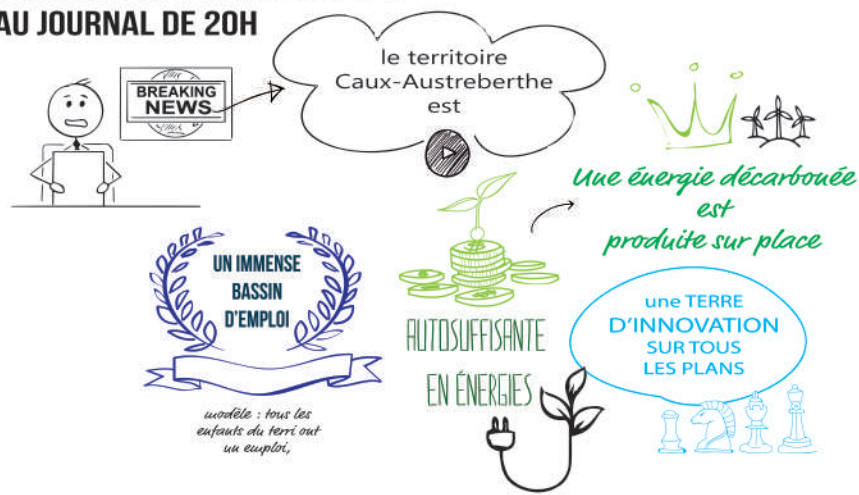 AU JOURNAL DE 20H
BREAKING
NEWS
le territoire
Caux-Austreberthe
est
Une énergie décarbonée
est
produite sur place
UN IMMENSE
BASSIN
D'EMPLOI
modèle : tous les
enfants du terri ont
un emploi,
AUTOSUFFISANTE
EN ÉNERGIES
une TERRE
D'INNOVATION
SUR TOUS
LES PLANS